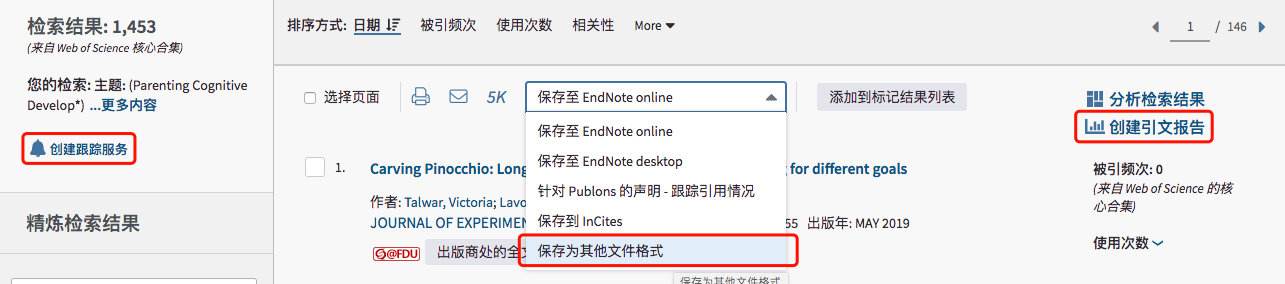 检索结果: 1,453
(来自 Web of Science 核心合集)
您的检索: 主题: (Parenting Cognitive
Develop*) ...更多内容
创建跟踪服务
精炼检索结果
排序方式: 日期 被引频次 使用次数 相关性 More
1 / 146
选择页面 5K 保存至 EndNote online 添加到标记结果列表
保存至 EndNote online
保存至 EndNote desktop
针对 Publons 的声明 - 跟踪引用情况
保存到 InCites
保存为其他文件格式
保存为其他文件格式
1. Carving Pinocchio: Long for different goals
作者: Talwar, Victoria; Lavo
JOURNAL OF EXPERIMEN 55 出版年: MAY 2019
@FDU 出版商处的全文
分析检索结果
创建引文报告
被引频次: 0
(来自 Web of Science 的核
心合集)
使用次数